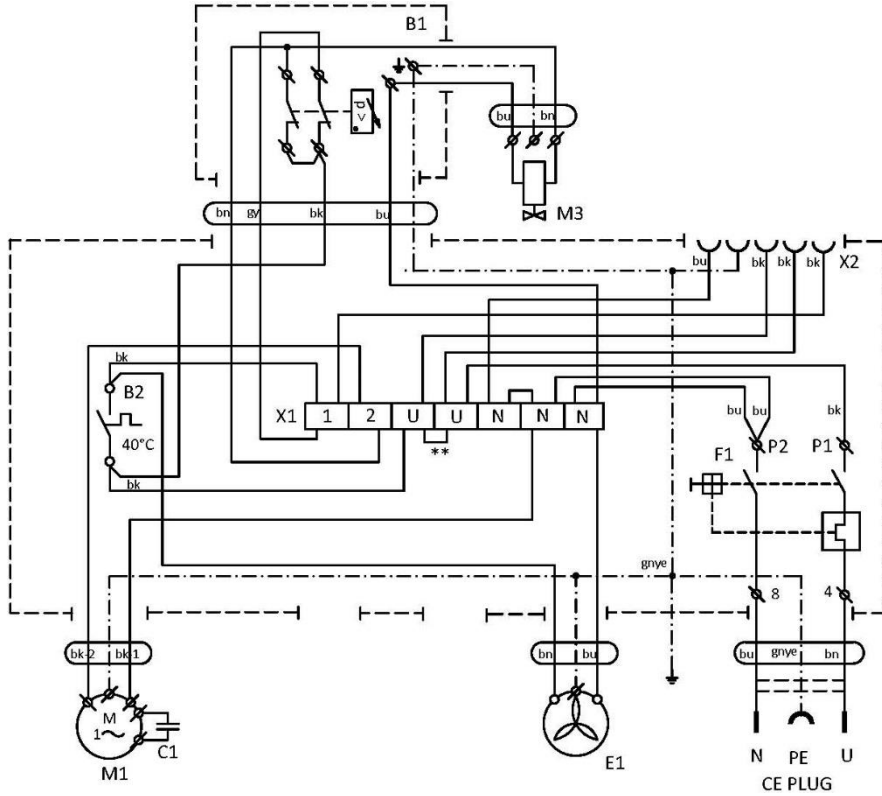 B1
< d
bu bn
M3
bn gy bk bu
X2
bu bk bk bk
bk
B2
40°C
X1 1 2 U U N N N
**
bu bu bk
P2 P1
F1
gnye
8 4
bk-2 bk-1
bn bu
bu gnye bn
M
1
C1
M1
E1
N PE U
CE PLUG
bk